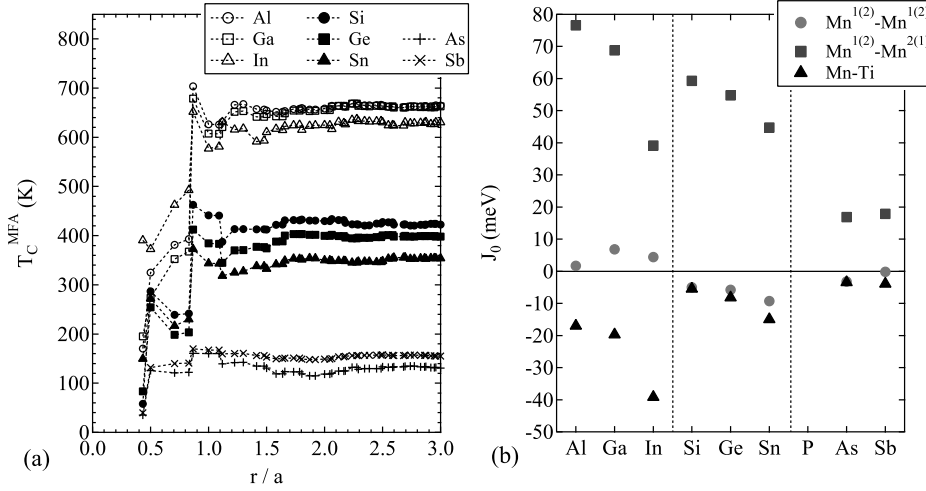 Al
Ga
In
Si
Ge
Sn
As
Sb
800
700
600
500
400
300
200
100
0
T_C^MFA (K)
0.0 0.5 1.0 1.5 2.0 2.5 3.0
r / a
(a)
Mn^1(2)-Mn^1(2)
Mn^1(2)-Mn^2(1)
Mn-Ti
80
70
60
50
40
30
20
10
0
-10
-20
-30
-40
-50
J_0 (meV)
Al Ga In Si Ge Sn P As Sb
(b)